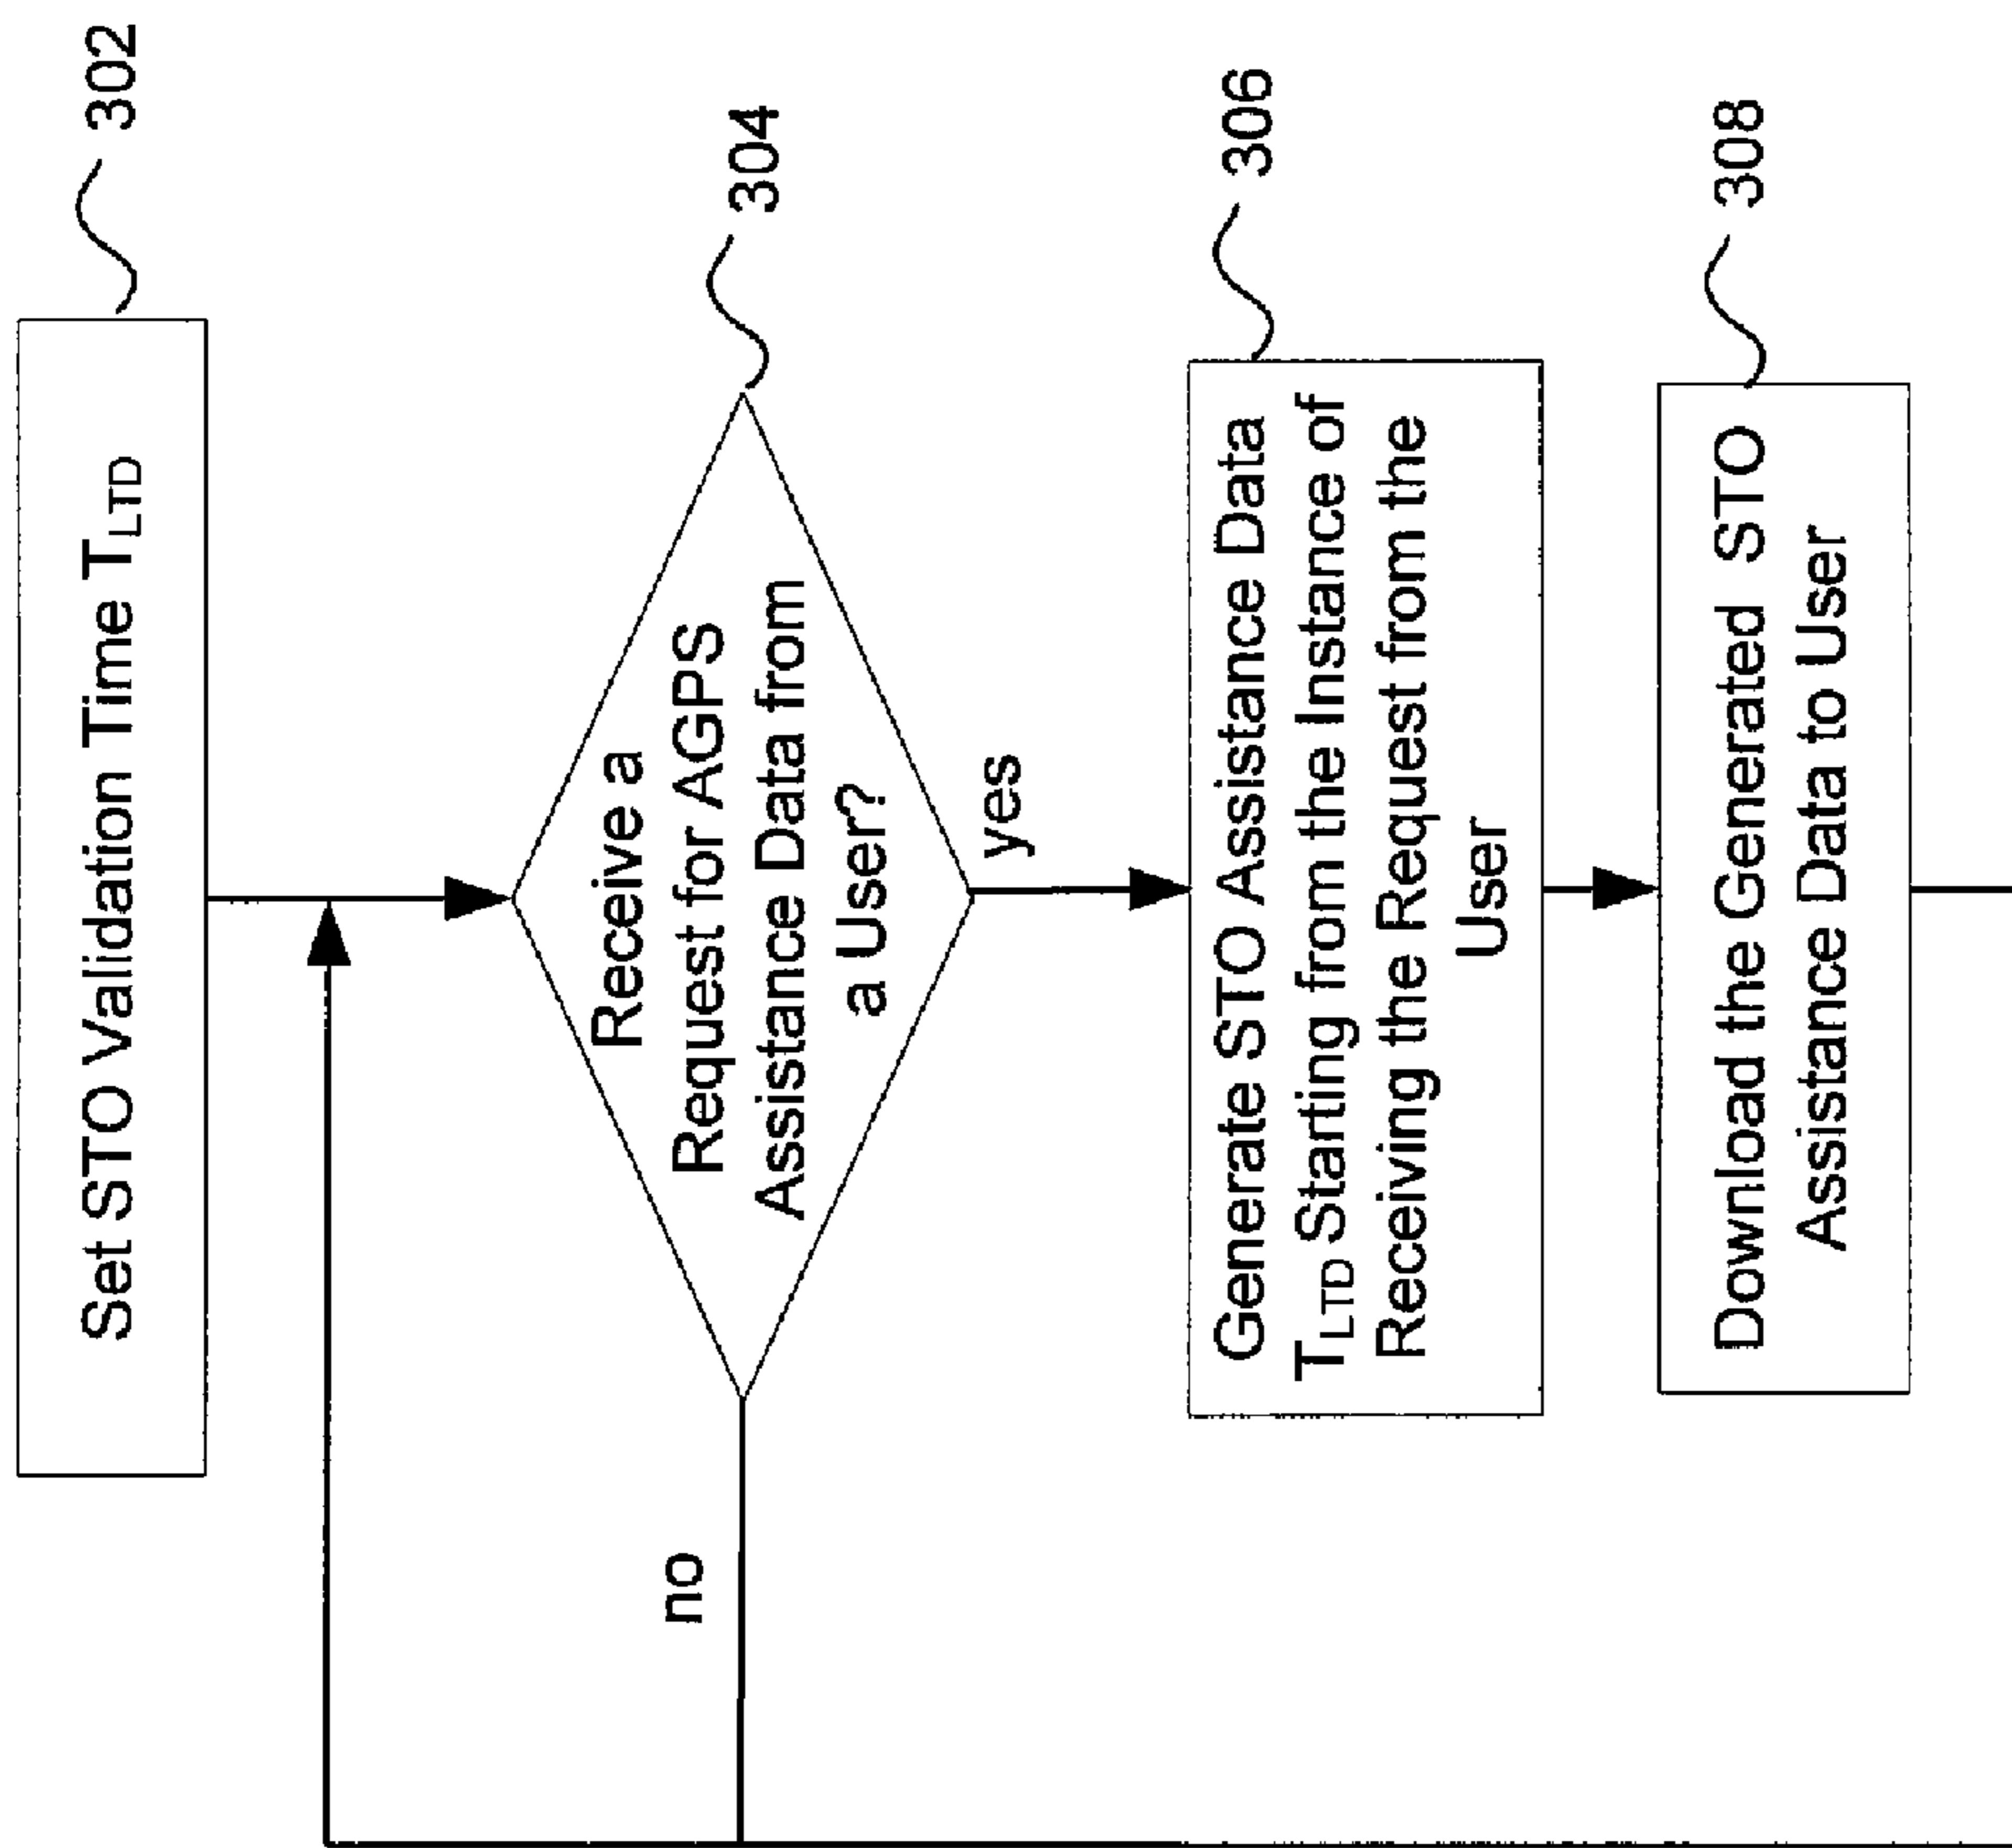 Set STO Validation Time TLTD
302
Receive a
Request for AGPS
Assistance Data from
a User?
304
no
yes
Generate STO Assistance Data
TLTD Starting from the Instance of
Receiving the Request from the
User
306
Download the Generated STO
Assistance Data to User
308